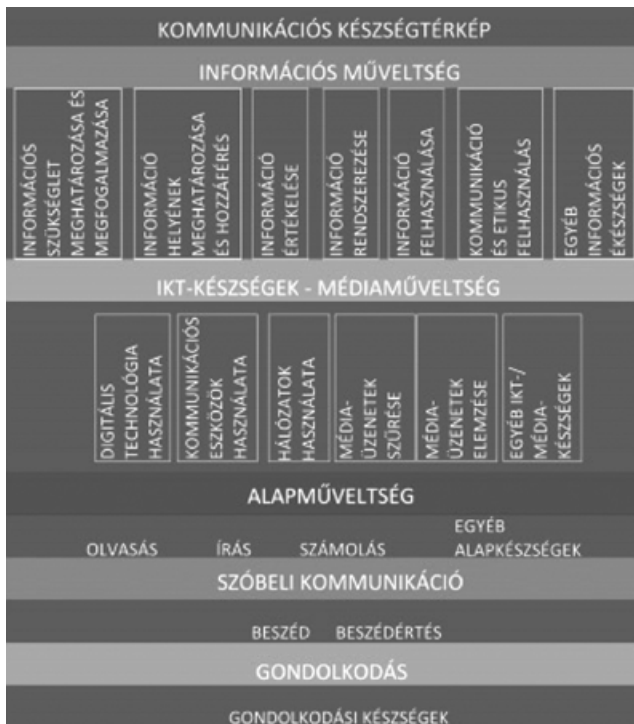 KOMMUNIKÁCIÓS KÉSZSÉGTÉRKÉP
INFORMÁCIÓS MŰVELTSÉG
INFORMÁCIÓS
SZÜKSÉGLET
MEGHATÁROZÁSA ÉS
MEGFOGALMAZÁSA
INFORMÁCIÓ
HELYÉNEK
MEGHATÁROZÁSA
ÉS HOZZÁFÉRÉS
INFORMÁCIÓ
ÉRTÉKELÉSE
INFORMÁCIÓ
RENDSZEREZÉSE
INFORMÁCIÓ
FELHASZNÁLÁSA
KOMMUNIKÁCIÓ
ÉS ETIKUS
FELHASZNÁLÁS
EGYÉB
INFORMÁCIÓS
ÉKÉSZSÉGEK
IKT-KÉSZSÉGEK - MÉDIAMŰVELTSÉG
DIGITÁLIS
TECHNOLÓGIA
HASZNÁLATA
KOMMUNIKÁCIÓS
ESZKÖZÖK
HASZNÁLATA
HÁLÓZATOK
HASZNÁLATA
MÉDIA-
ÜZENETEK
SZŰRÉSE
MÉDIA-
ÜZENETEK
ELEMZÉSE
EGYÉB IKT-/
MÉDIA-
KÉSZSÉGEK
ALAPMŰVELTSÉG
OLVASÁS
ÍRÁS
SZÁMOLÁS
EGYÉB
ALAPKÉSZSÉGEK
SZÓBELI KOMMUNIKÁCIÓ
BESZÉD
BESZÉDÉRTÉS
GONDOLKODÁS
GONDOLKODÁSI KÉSZSÉGEK